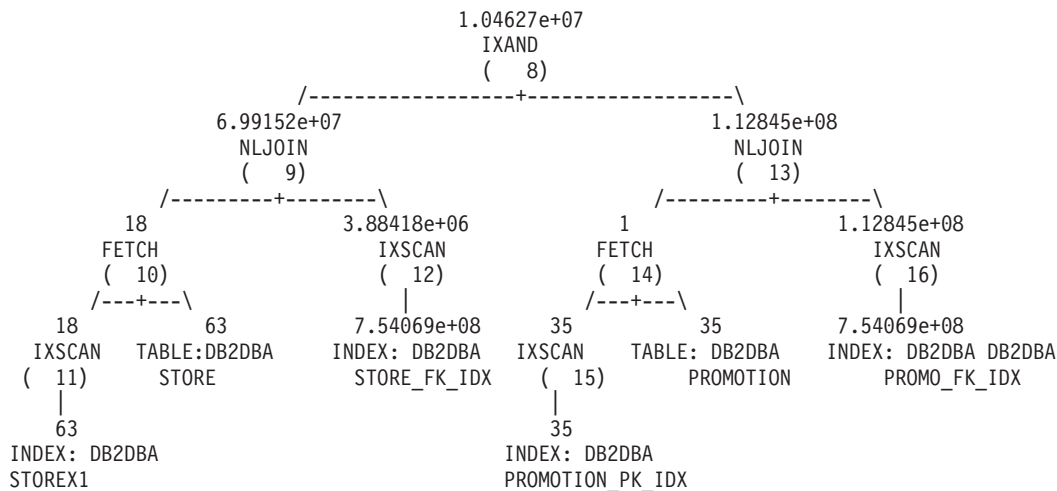 1.04627e+07
IXAND
(   8)
/------------------+------------------\
6.99152e+07                                1.12845e+08
NLJOIN                                     NLJOIN
(   9)                                     (  13)
/---------+--------\                /---------+--------\
18              3.88418e+06         1              1.12845e+08
FETCH              IXSCAN         FETCH              IXSCAN
(  10)             (  12)         (  14)             (  16)
/---+---\             |          /---+---\             |
18        63       7.54069e+08    35        35       7.54069e+08
IXSCAN   TABLE:DB2DBA   INDEX: DB2DBA   IXSCAN   TABLE: DB2DBA   INDEX: DB2DBA DB2DBA
(  11)      STORE        STORE_FK_IDX   (  15)      PROMOTION      PROMO_FK_IDX
|                                       |
63                                      35
INDEX: DB2DBA                           INDEX: DB2DBA
STOREX1                                 PROMOTION_PK_IDX